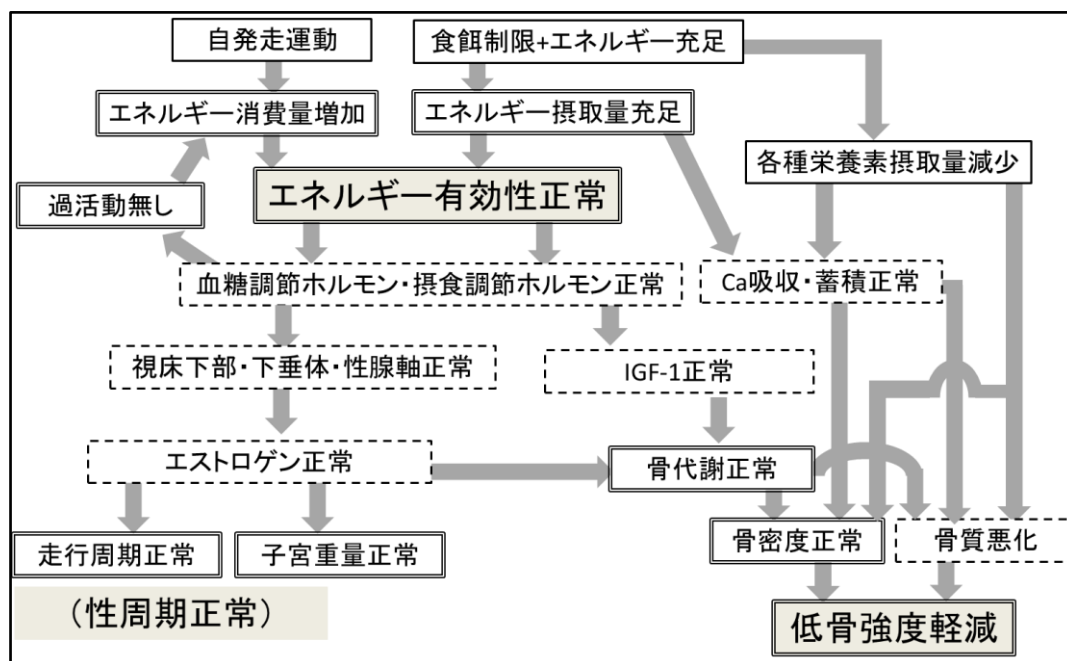 自発走運動
食餌制限+エネルギー充足
エネルギー消費量増加
エネルギー摂取量充足
各種栄養素摂取量減少
過活動無し
エネルギー有効性正常
血糖調節ホルモン・摂食調節ホルモン正常
Ca吸収・蓄積正常
視床下部・下垂体・性腺軸正常
IGF-1正常
エストロゲン正常
骨代謝正常
走行周期正常
子宮重量正常
骨密度正常
骨質悪化
（性周期正常）
低骨強度軽減